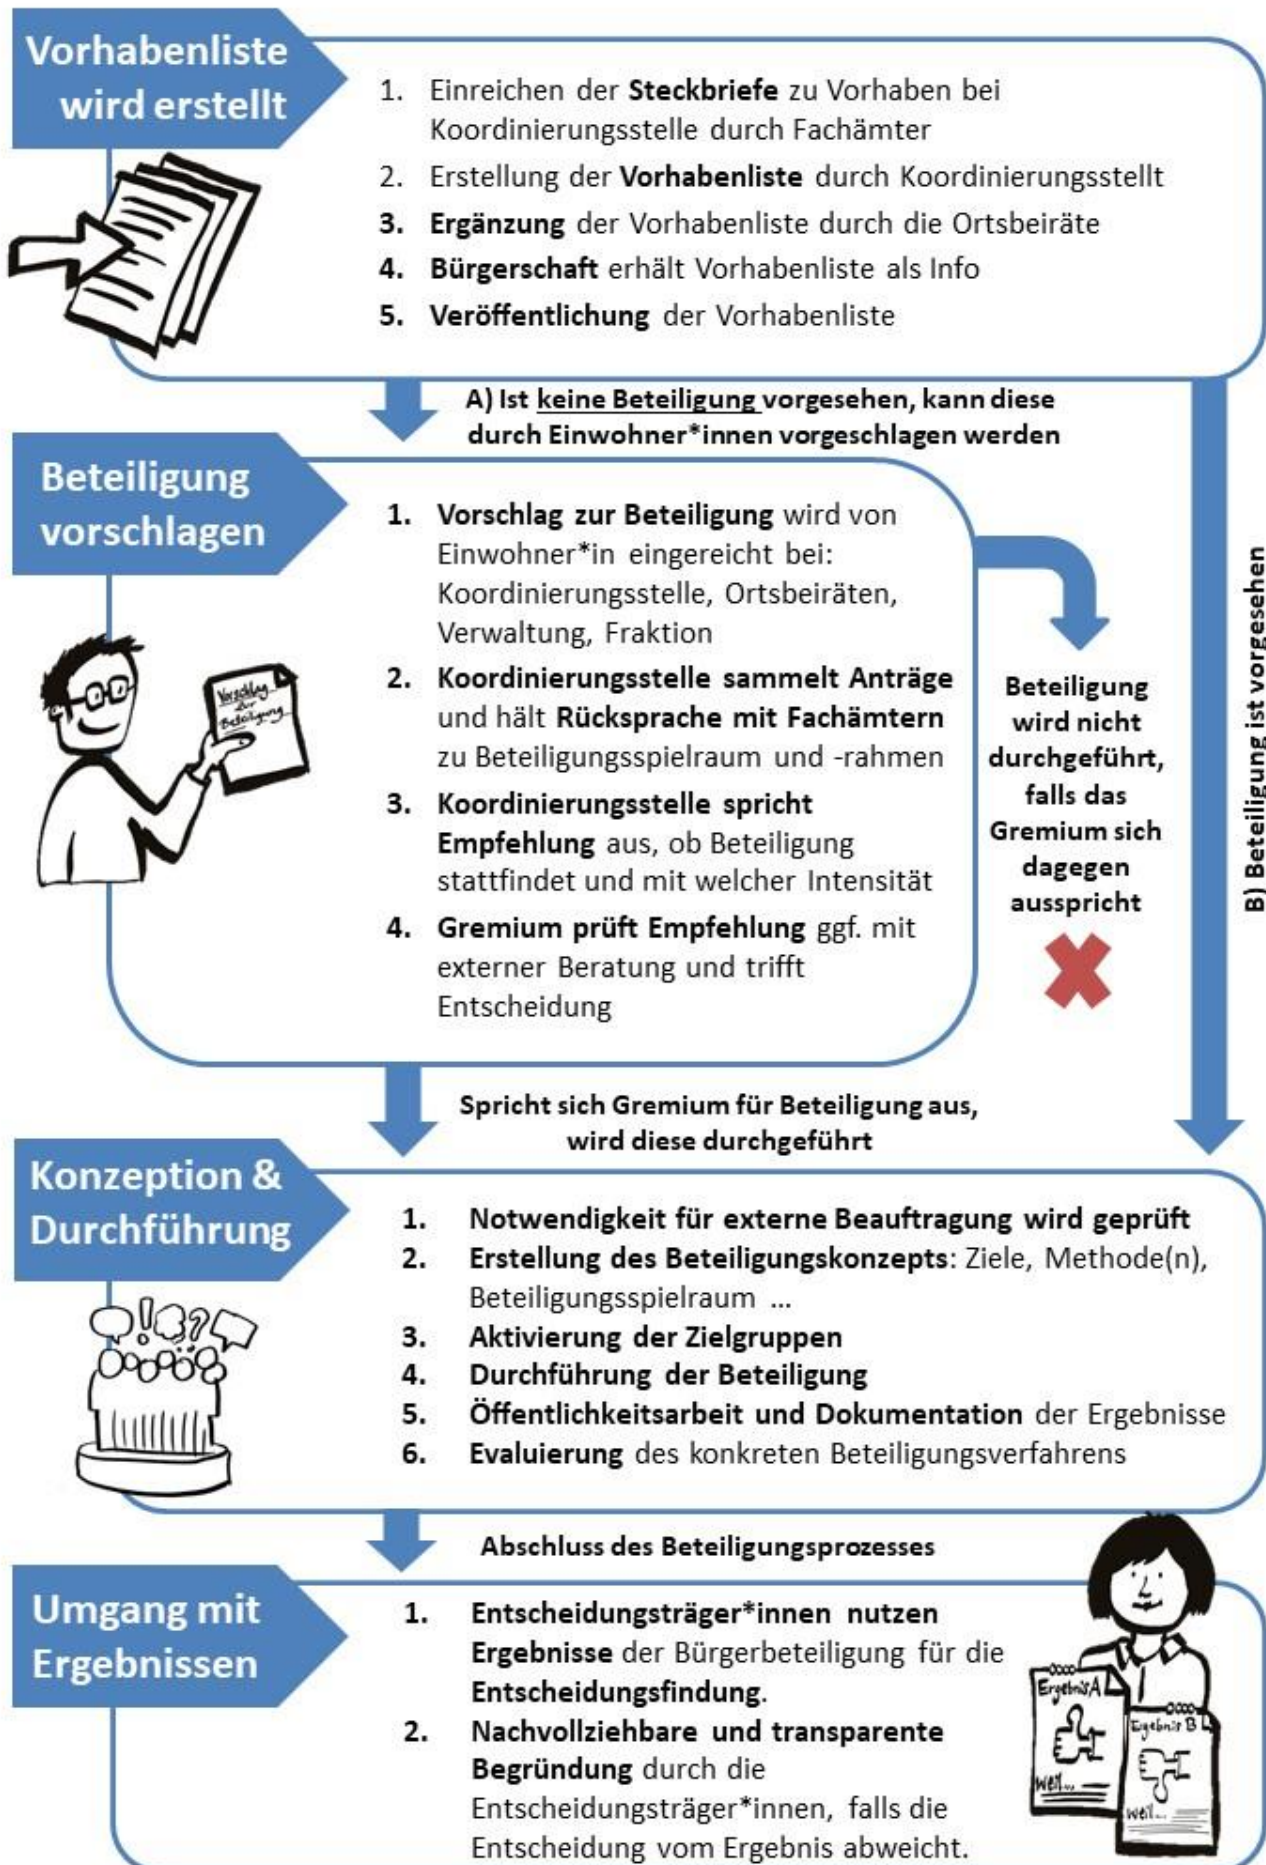 Vorhabenliste
wird erstellt
1. Einreichen der Steckbriefe zu Vorhaben bei
Koordinierungsstelle durch Fachämter
2. Erstellung der Vorhabenliste durch Koordinierungsstellt
3. Ergänzung der Vorhabenliste durch die Ortsbeiräte
4. Bürgerschaft erhält Vorhabenliste als Info
5. Veröffentlichung der Vorhabenliste
A) Ist keine Beteiligung vorgesehen, kann diese
durch Einwohner*innen vorgeschlagen werden
B) Beteiligung ist vorgesehen
Beteiligung
vorschlagen
Vorschlag
zur
Beteiligung
1. Vorschlag zur Beteiligung wird von
Einwohner*in eingereicht bei:
Koordinierungsstelle, Ortsbeiräten,
Verwaltung, Fraktion
2. Koordinierungsstelle sammelt Anträge
und hält Rücksprache mit Fachämtern
zu Beteiligungsspielraum und -rahmen
3. Koordinierungsstelle spricht
Empfehlung aus, ob Beteiligung
stattfindet und mit welcher Intensität
4. Gremium prüft Empfehlung ggf. mit
externer Beratung und trifft
Entscheidung
Beteiligung
wird nicht
durchgeführt,
falls das
Gremium sich
dagegen
ausspricht
Spricht sich Gremium für Beteiligung aus,
wird diese durchgeführt
Konzeption &
Durchführung
1. Notwendigkeit für externe Beauftragung wird geprüft
2. Erstellung des Beteiligungskonzepts: Ziele, Methode(n),
Beteiligungsspielraum ...
3. Aktivierung der Zielgruppen
4. Durchführung der Beteiligung
5. Öffentlichkeitsarbeit und Dokumentation der Ergebnisse
6. Evaluierung des konkreten Beteiligungsverfahrens
!
?
Abschluss des Beteiligungsprozesses
Umgang mit
Ergebnissen
1. Entscheidungsträger*innen nutzen
Ergebnisse der Bürgerbeteiligung für die
Entscheidungsfindung.
2. Nachvollziehbare und transparente
Begründung durch die
Entscheidungsträger*innen, falls die
Entscheidung vom Ergebnis abweicht.
Ergebnis A
Weil...
Ergebnis B
Weil...